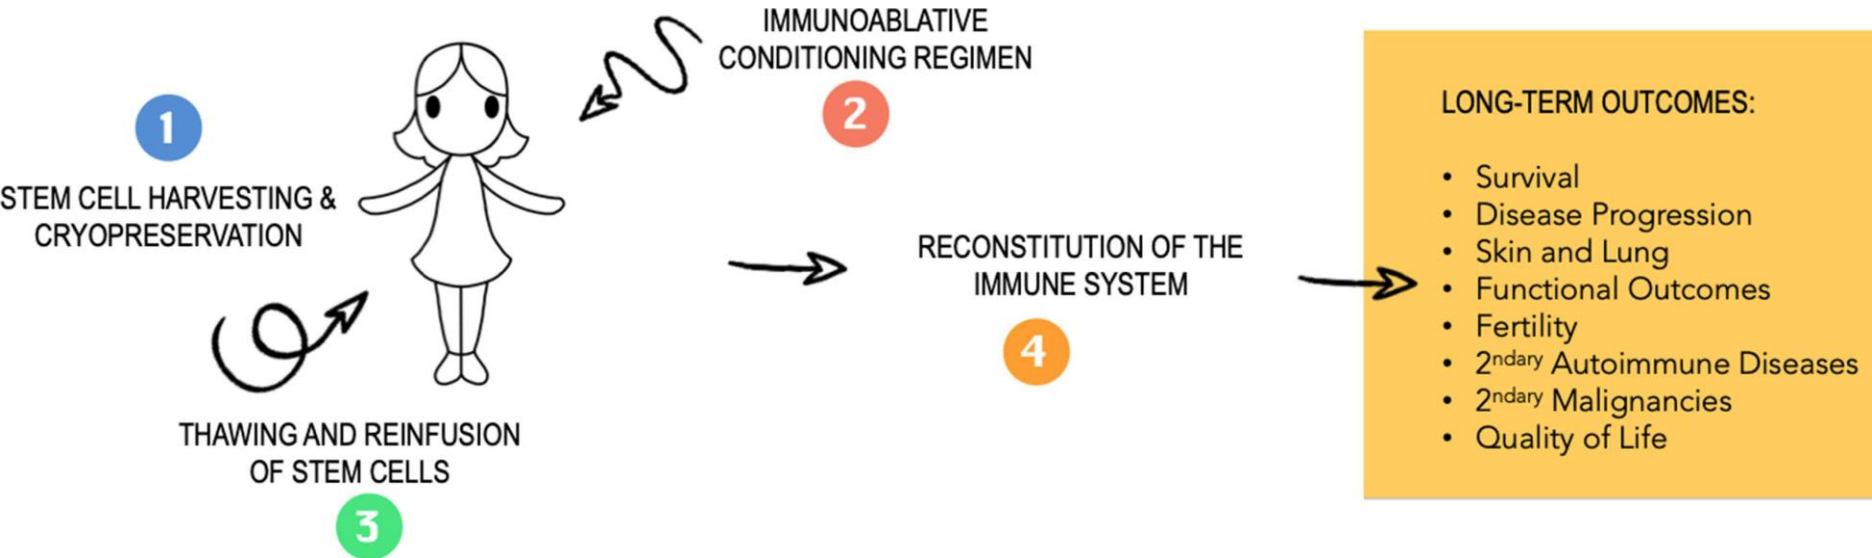 1
STEM CELL HARVESTING &
CRYOPRESERVATION
IMMUNOABLATIVE
CONDITIONING REGIMEN
2
THAWING AND REINFUSION
OF STEM CELLS
3
RECONSTITUTION OF THE
IMMUNE SYSTEM
4
LONG-TERM OUTCOMES:
• Survival
• Disease Progression
• Skin and Lung
• Functional Outcomes
• Fertility
• 2ndary Autoimmune Diseases
• 2ndary Malignancies
• Quality of Life